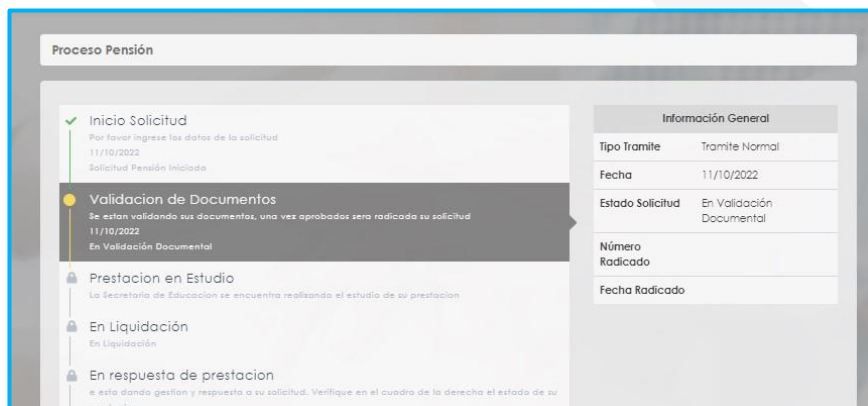 Proceso Pensión
Inicio Solicitud
Por favor ingrese los datos de la solicitud
11/10/2022
Solicitud Pensión Iniciada
Validacion de Documentos
Se estan validando sus documentos, una vez aprobados sera radicada su solicitud
11/10/2022
En Validación Documental
Prestacion en Estudio
La Secretaria de Educacion se encuentra realizando el estudio de su prestacion
En Liquidación
En Liquidación
En respuesta de prestacion
e esta dando gestion y respuesta a su solicitud. Verifique en el cuadro de la derecha el estado de su
Información General
Tipo Tramite Tramite Normal
Fecha 11/10/2022
Estado Solicitud En Validación
Documental
Número
Radicado
Fecha Radicado